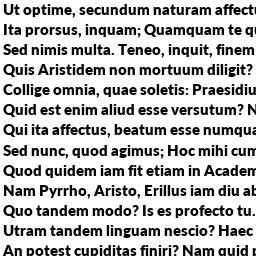 Ut optime, secundum naturam affectu
Ita prorsus, inquam; Quamquam te qu
Sed nimis multa. Teneo, inquit, finem
Quis Aristidem non mortuum diligit?
Collige omnia, quae soletis: Praesidiu
Quid est enim aliud esse versutum? N
Qui ita affectus, beatum esse numqua
Sed nunc, quod agimus; Hoc mihi cum
Quod quidem iam fit etiam in Academ
Nam Pyrrho, Aristo, Erillus iam diu ab
Quo tandem modo? Is es profecto tu.
Utram tandem linguam nescio? Haec
An potest cupiditas finiri? Nam quid p